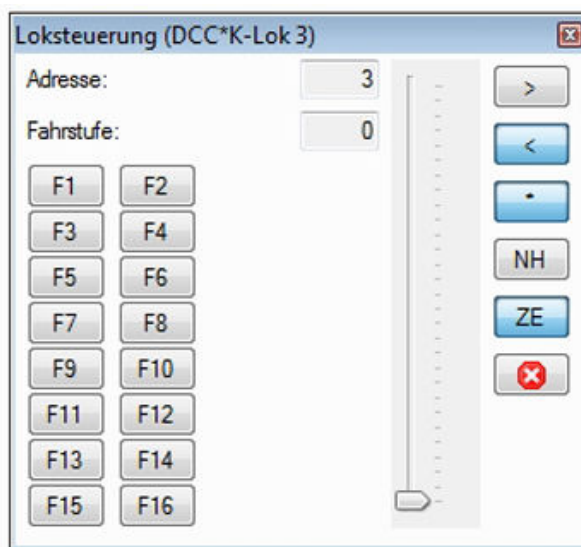 Loksteuerung (DCC*K-Lok 3)
Adresse: 3 >
Fahrstufe: 0 <
*
F1 F2
F3 F4
F5 F6 NH
F7 F8 ZE
F9 F10
F11 F12
F13 F14
F15 F16